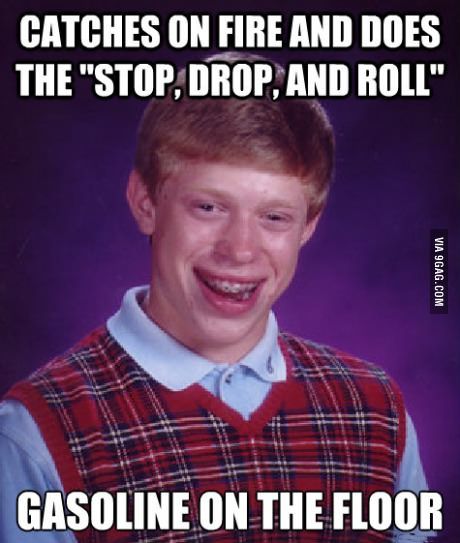 CATCHES ON FIRE AND DOES
THE "STOP, DROP, AND ROLL"
VIA 9GAG.COM
GASOLINE ON THE FLOOR